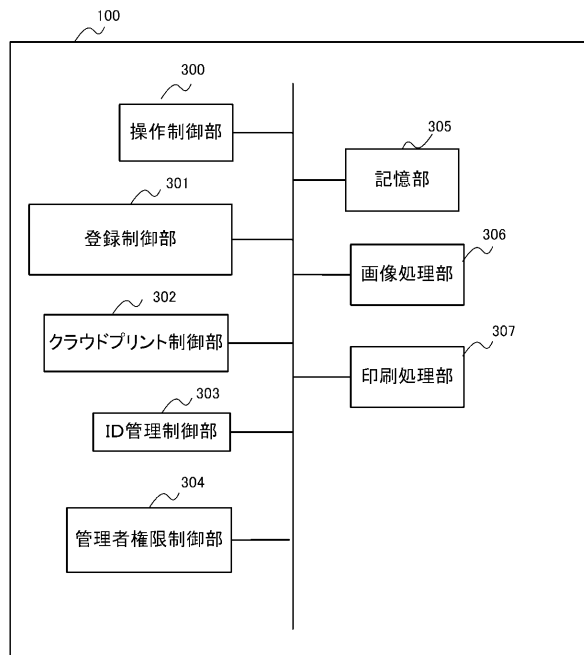 100
300
操作制御部
301
登録制御部
302
クラウドプリント制御部
303
ID管理制御部
304
管理者権限制御部
305
記憶部
306
画像処理部
307
印刷処理部